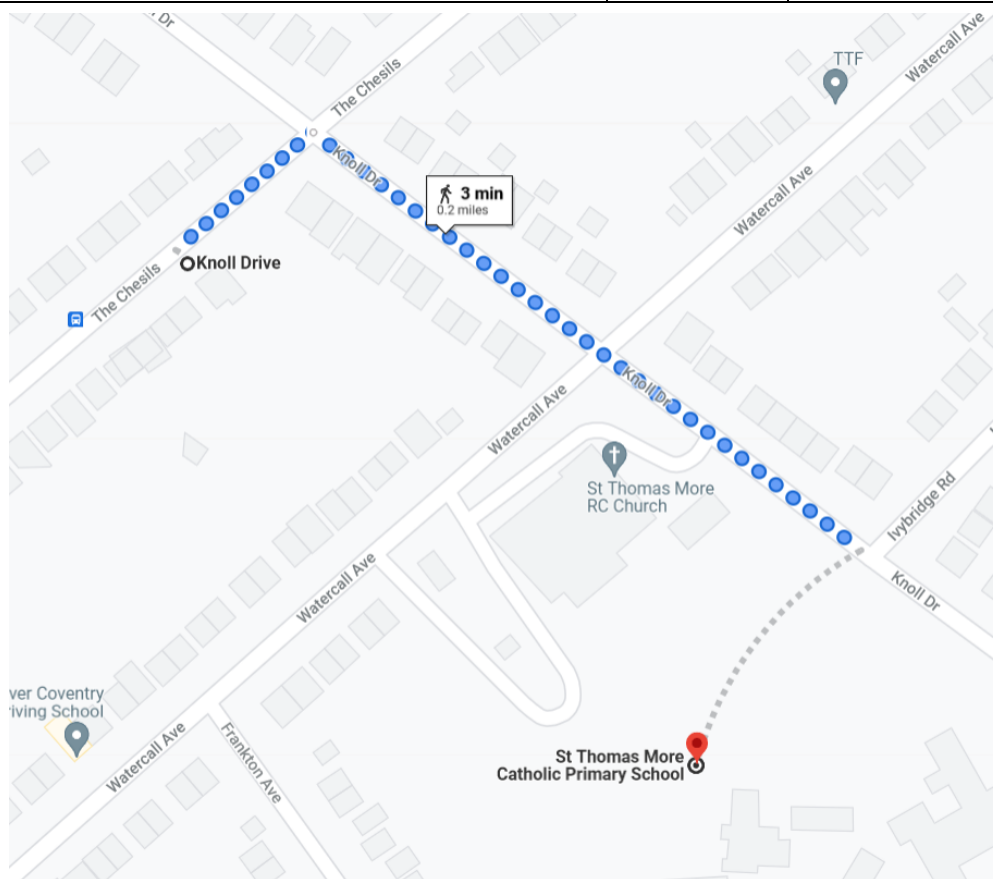 Dr
The Chesils
TTF
Watercall Ave
Knoll Dr
3 min
0.2 miles
Watercall Ave
Knoll Drive
The Chesils
Knoll Dr
Watercall Ave
St Thomas More
RC Church
Ivybridge Rd
Watercall Ave
Knoll Dr
ver Coventry
riving School
Watercall Ave
Frankton Ave
St Thomas More
Catholic Primary School